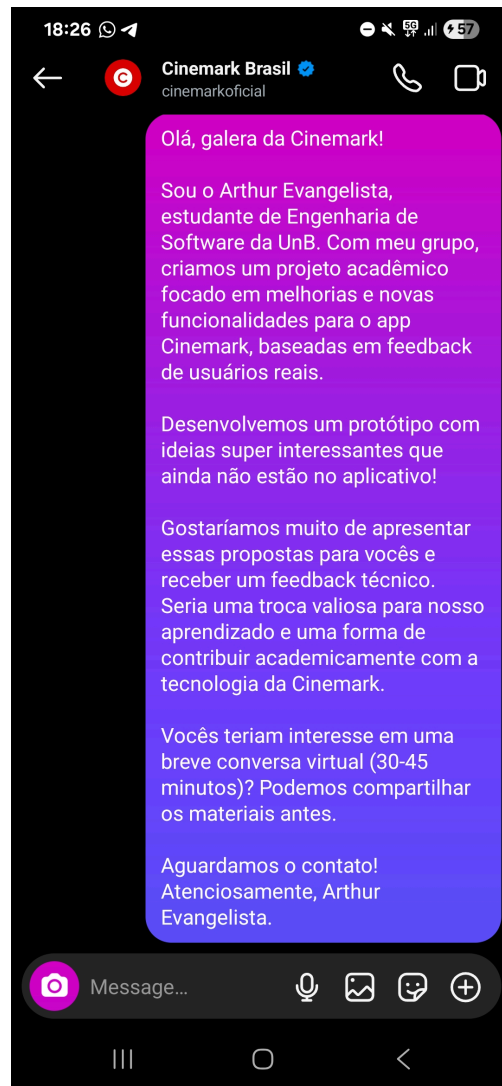 18:26
5G
57
Cinemark Brasil
cinemarkoficial
Olá, galera da Cinemark!
Sou o Arthur Evangelista,
estudante de Engenharia de
Software da UnB. Com meu grupo,
criamos um projeto acadêmico
focado em melhorias e novas
funcionalidades para o app
Cinemark, baseadas em feedback
de usuários reais.
Desenvolvemos um protótipo com
ideias super interessantes que
ainda não estão no aplicativo!
Gostaríamos muito de apresentar
essas propostas para vocês e
receber um feedback técnico.
Seria uma troca valiosa para nosso
aprendizado e uma forma de
contribuir academicamente com a
tecnologia da Cinemark.
Vocês teriam interesse em uma
breve conversa virtual (30-45
minutos)? Podemos compartilhar
os materiais antes.
Aguardamos o contato!
Atenciosamente, Arthur
Evangelista.
Message...